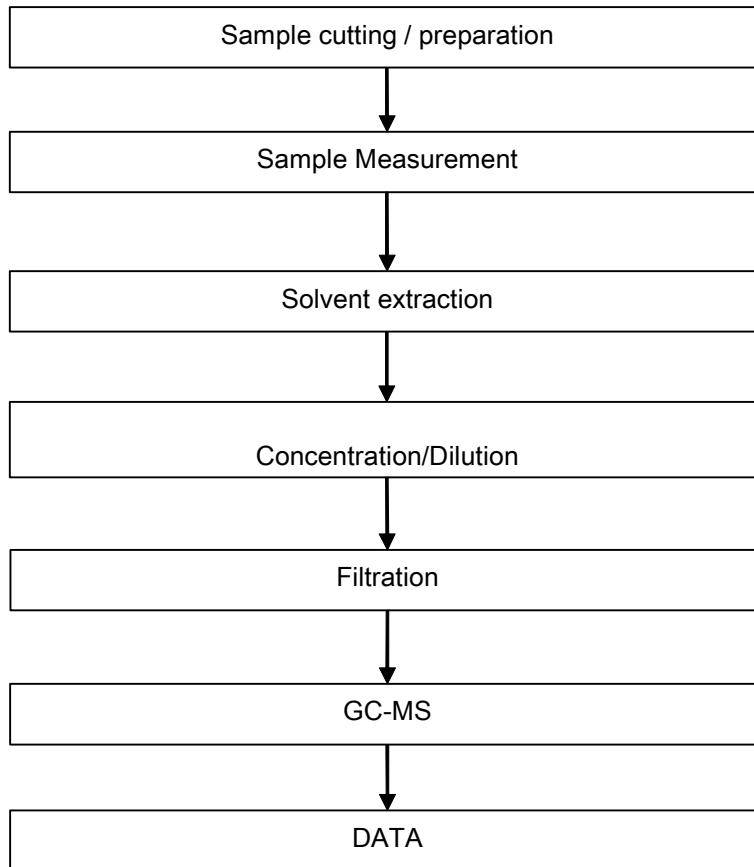 Sample cutting / preparation
Sample Measurement
Solvent extraction
Concentration/Dilution
Filtration
GC-MS
DATA